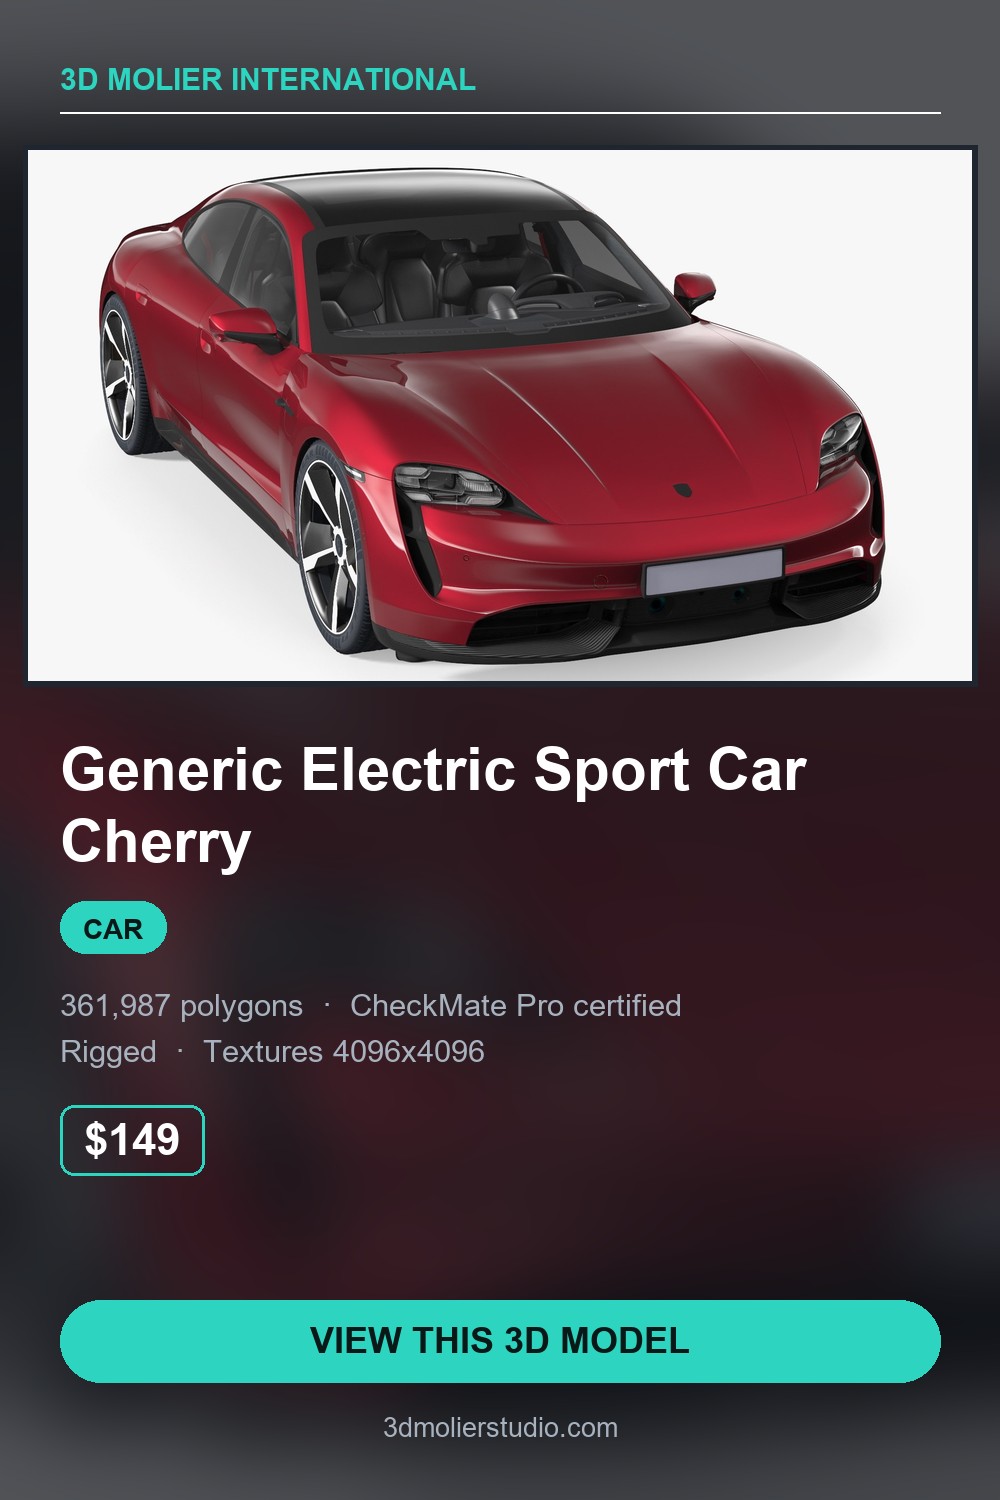 3D MOLIER INTERNATIONAL
Generic Electric Sport Car
Cherry
CAR
361,987 polygons · CheckMate Pro certified
Rigged · Textures 4096x4096
$149
VIEW THIS 3D MODEL
3dmolierstudio.com